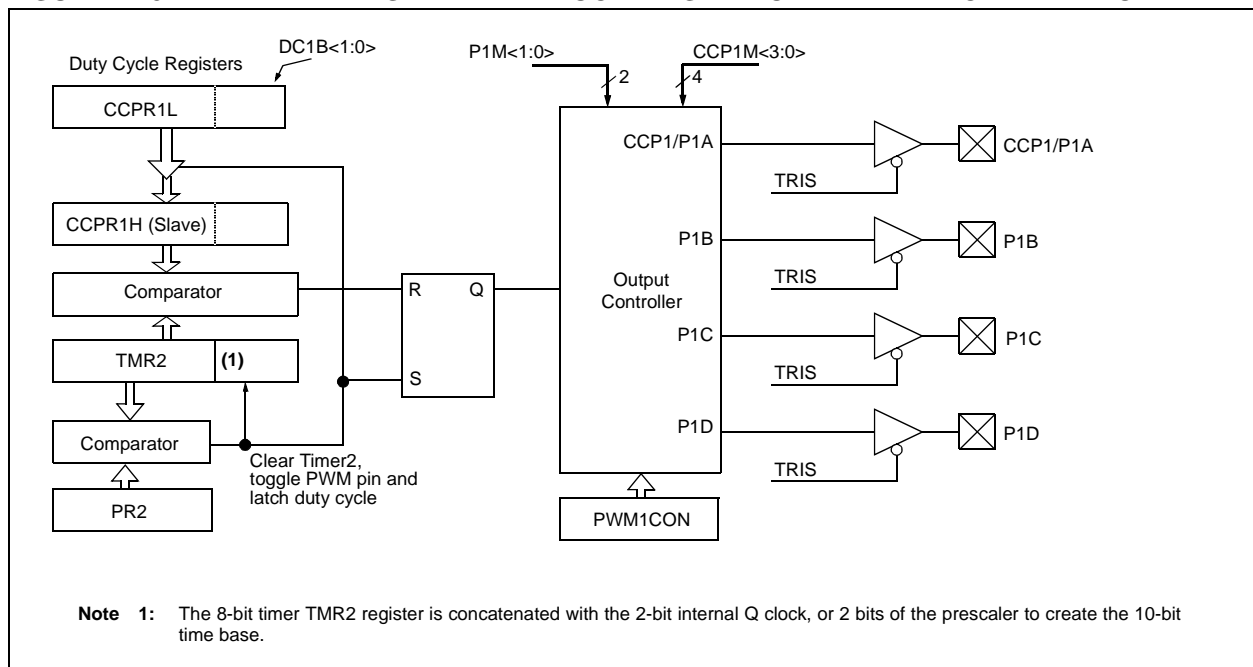 DC1B<1:0>
Duty Cycle Registers
CCPR1L
CCPR1H (Slave)
Comparator
TMR2
(1)
Comparator
PR2
Clear Timer2,
toggle PWM pin and
latch duty cycle
R
Q
S
P1M<1:0>
2
CCP1M<3:0>
4
Output
Controller
CCP1/P1A
TRIS
CCP1/P1A
P1B
TRIS
P1B
P1C
TRIS
P1C
P1D
TRIS
P1D
PWM1CON
Note 1: The 8-bit timer TMR2 register is concatenated with the 2-bit internal Q clock, or 2 bits of the prescaler to create the 10-bit
time base.